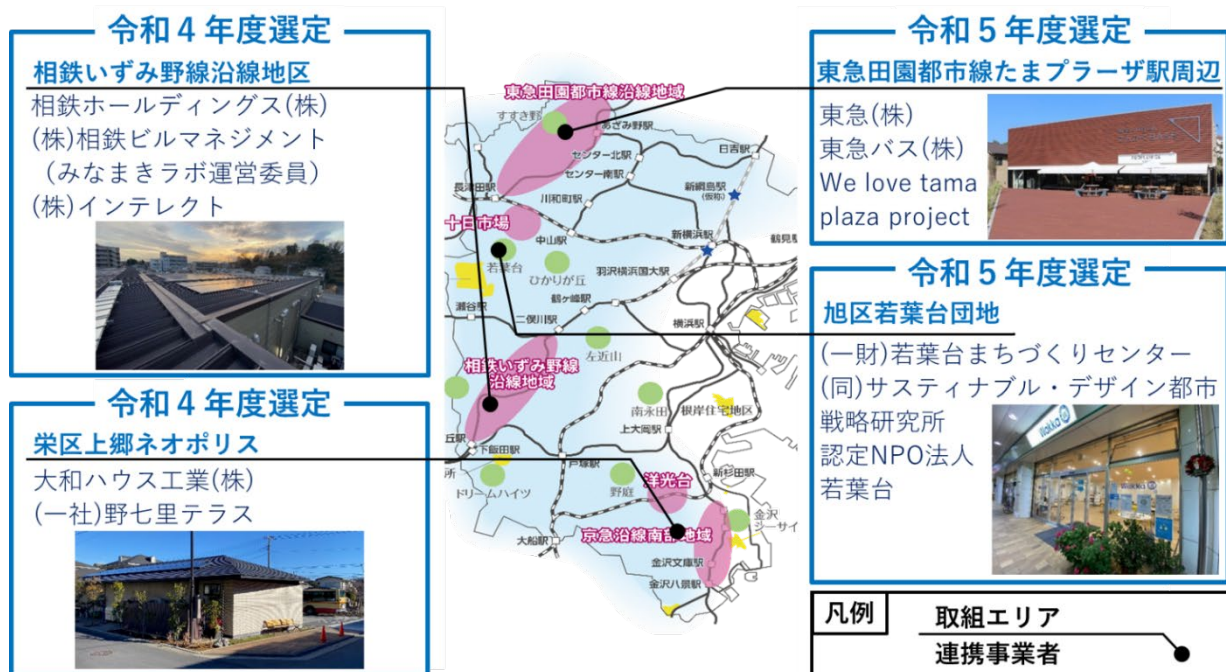 令和4年度選定
相鉄いずみ野線沿線地区
相鉄ホールディングス(株)
(株)相鉄ビルマネジメント
(みなまきラボ運営委員)
(株)インテレクト
令和4年度選定
栄区上郷ネオポリス
大和ハウス工業(株)
(一社)野七里テラス
東急田園都市線沿線地域
すすき野
あざみ野駅
日吉駅
センター北駅
センター南駅
新綱島駅
(仮称)
長津田駅
川和町駅
十日市場
中山駅
新横浜駅
鶴見駅
若葉台
ひかりが丘
羽沢横浜国大駅
瀬谷駅
鶴ヶ峰駅
二俣川駅
横浜駅
左近山
相鉄いずみ野線
沿線地域
南永田
根岸住宅地区
上大岡駅
丘駅
下飯田駅
所
戸塚駅
新杉田駅
洋光台
ドリームハイツ
野庭
金沢
シーサイ
大船駅
京急沿線南部地域
金沢文庫駅
金沢八景駅
令和5年度選定
東急田園都市線たまプラーザ駅周辺
東急(株)
東急バス(株)
We love tama
plaza project
令和5年度選定
旭区若葉台団地
(一財)若葉台まちづくりセンター
(同)サスティナブル・デザイン都市
戦略研究所
認定NPO法人
若葉台
Wakka
凡例
取組エリア
連携事業者